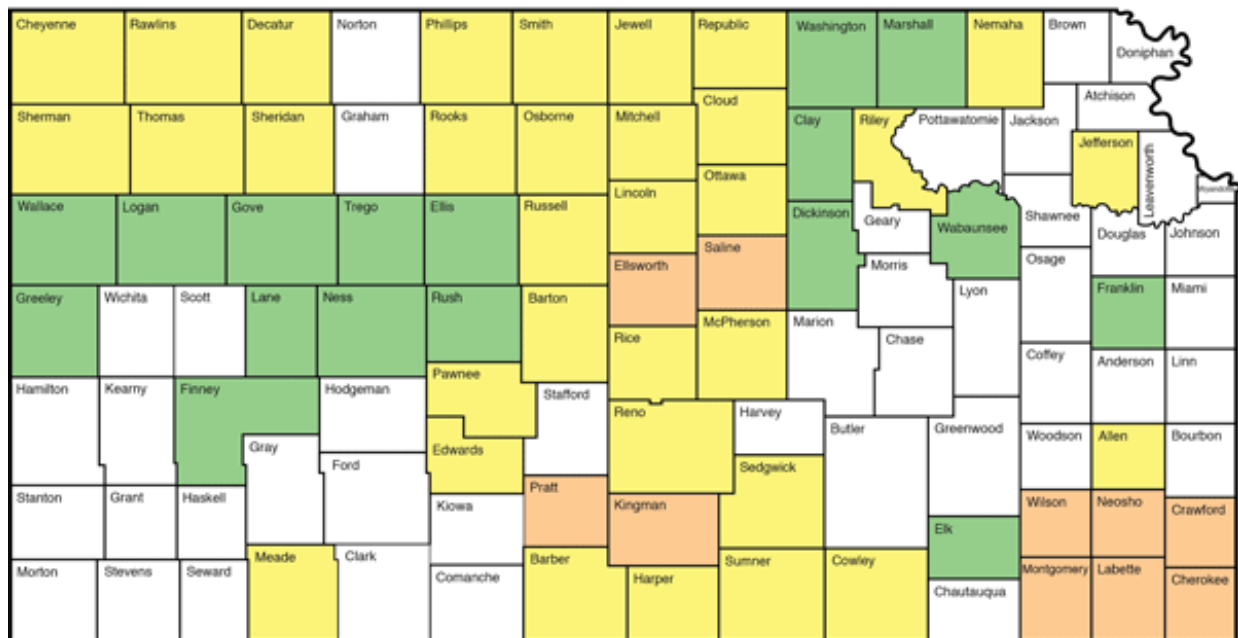 Cheyenne
Rawlins
Decatur
Norton
Phillips
Smith
Jewell
Republic
Washington
Marshall
Nemaha
Brown
Doniphan
Sherman
Thomas
Sheridan
Graham
Rooks
Osborne
Mitchell
Cloud
Clay
Riley
Pottawatomie
Jackson
Atchison
Jefferson
Leavenworth
Wyandotte
Wallace
Logan
Gove
Trego
Ellis
Russell
Lincoln
Ottawa
Dickinson
Geary
Wabaunsee
Shawnee
Douglas
Johnson
Ellsworth
Saline
Morris
Osage
Greeley
Wichita
Scott
Lane
Ness
Rush
Barton
Lyon
Franklin
Miami
Rice
McPherson
Marion
Chase
Coffey
Anderson
Linn
Hamilton
Kearny
Finney
Hodgeman
Pawnee
Stafford
Reno
Harvey
Butler
Greenwood
Woodson
Allen
Bourbon
Gray
Ford
Edwards
Sedgwick
Stanton
Grant
Haskell
Kiowa
Pratt
Kingman
Elk
Wilson
Neosho
Crawford
Meade
Clark
Barber
Sumner
Cowley
Morton
Stevens
Seward
Comanche
Harper
Chautauqua
Montgomery
Labette
Cherokee